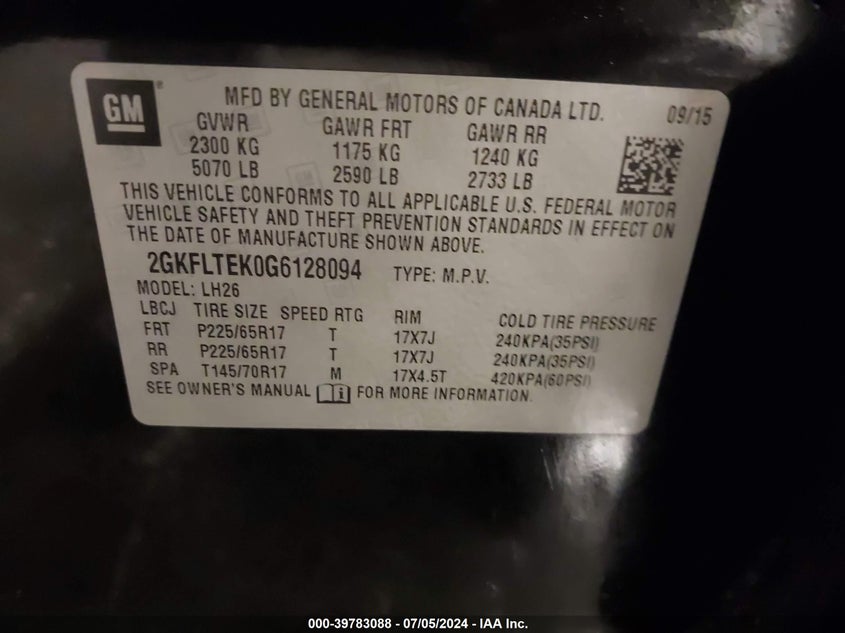 GM
MFD BY GENERAL MOTORS OF CANADA LTD. 09/15
GVWR GAWR FRT GAWR RR
2300 KG 1175 KG 1240 KG
5070 LB 2590 LB 2733 LB
THIS VEHICLE CONFORMS TO ALL APPLICABLE U.S. FEDERAL MOTOR
VEHICLE SAFETY AND THEFT PREVENTION STANDARDS IN EFFECT ON
THE DATE OF MANUFACTURE SHOWN ABOVE.
2GKFLTEK0G6128094 TYPE: M.P.V.
MODEL: LH26
LBCJ TIRE SIZE SPEED RTG RIM COLD TIRE PRESSURE
FRT P225/65R17 T 17X7J 240KPA(35PSI)
RR P225/65R17 T 17X7J 240KPA(35PSI)
SPA T145/70R17 M 17X4.5T 420KPA(60PSI)
SEE OWNER'S MANUAL FOR MORE INFORMATION.
000-39783088 - 07/05/2024 - IAA Inc.